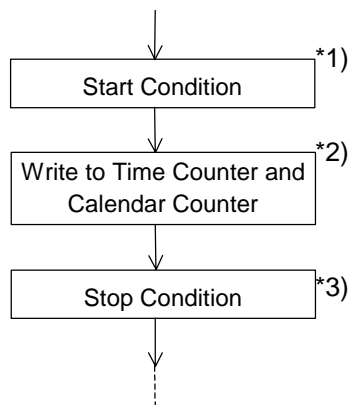 *1)
Start Condition
*2)
Write to Time Counter and
Calendar Counter
*3)
Stop Condition